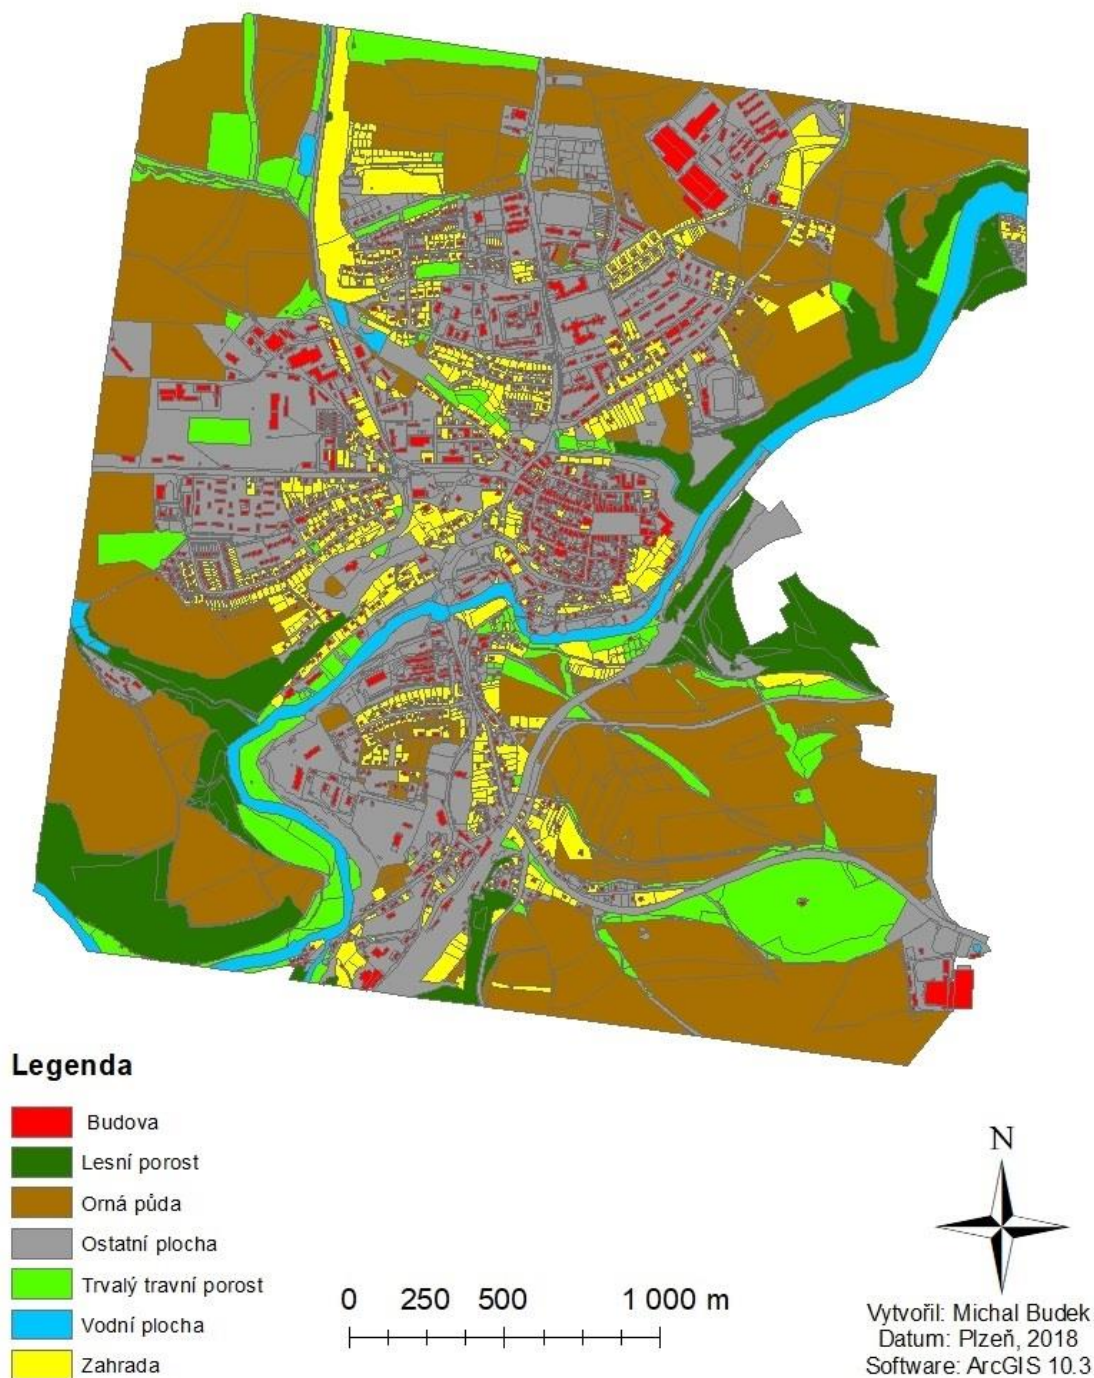 Legenda
Budova
Lesní porost
Orná půda
Ostatní plocha
Trvalý travní porost
Vodní plocha
Zahrada
0 250 500 1 000 m
N
Vytvořil: Michal Budek
Datum: Plzeň, 2018
Software: ArcGIS 10.3